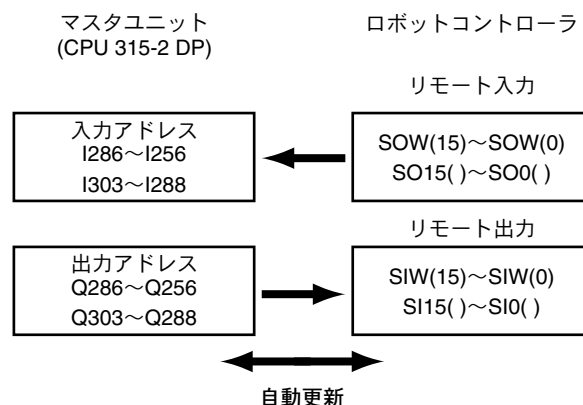 マスタユニット
(CPU 315-2 DP)
ロボットコントローラ
リモート入力
入力アドレス
I286～I256
I303～I288
SOW(15)～SOW(0)
SO15( )～SO0( )
リモート出力
出力アドレス
Q286～Q256
Q303～Q288
SIW(15)～SIW(0)
SI15( )～SI0( )
自動更新